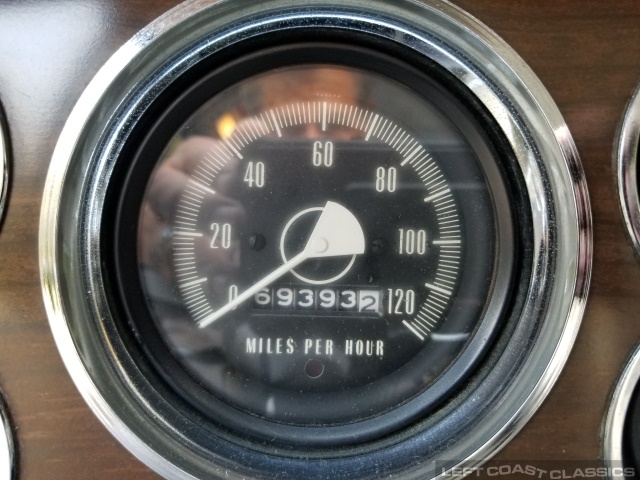 60
40 80
20 100
0 120
693932
MILES PER HOUR
LEFT COAST CLASSICS